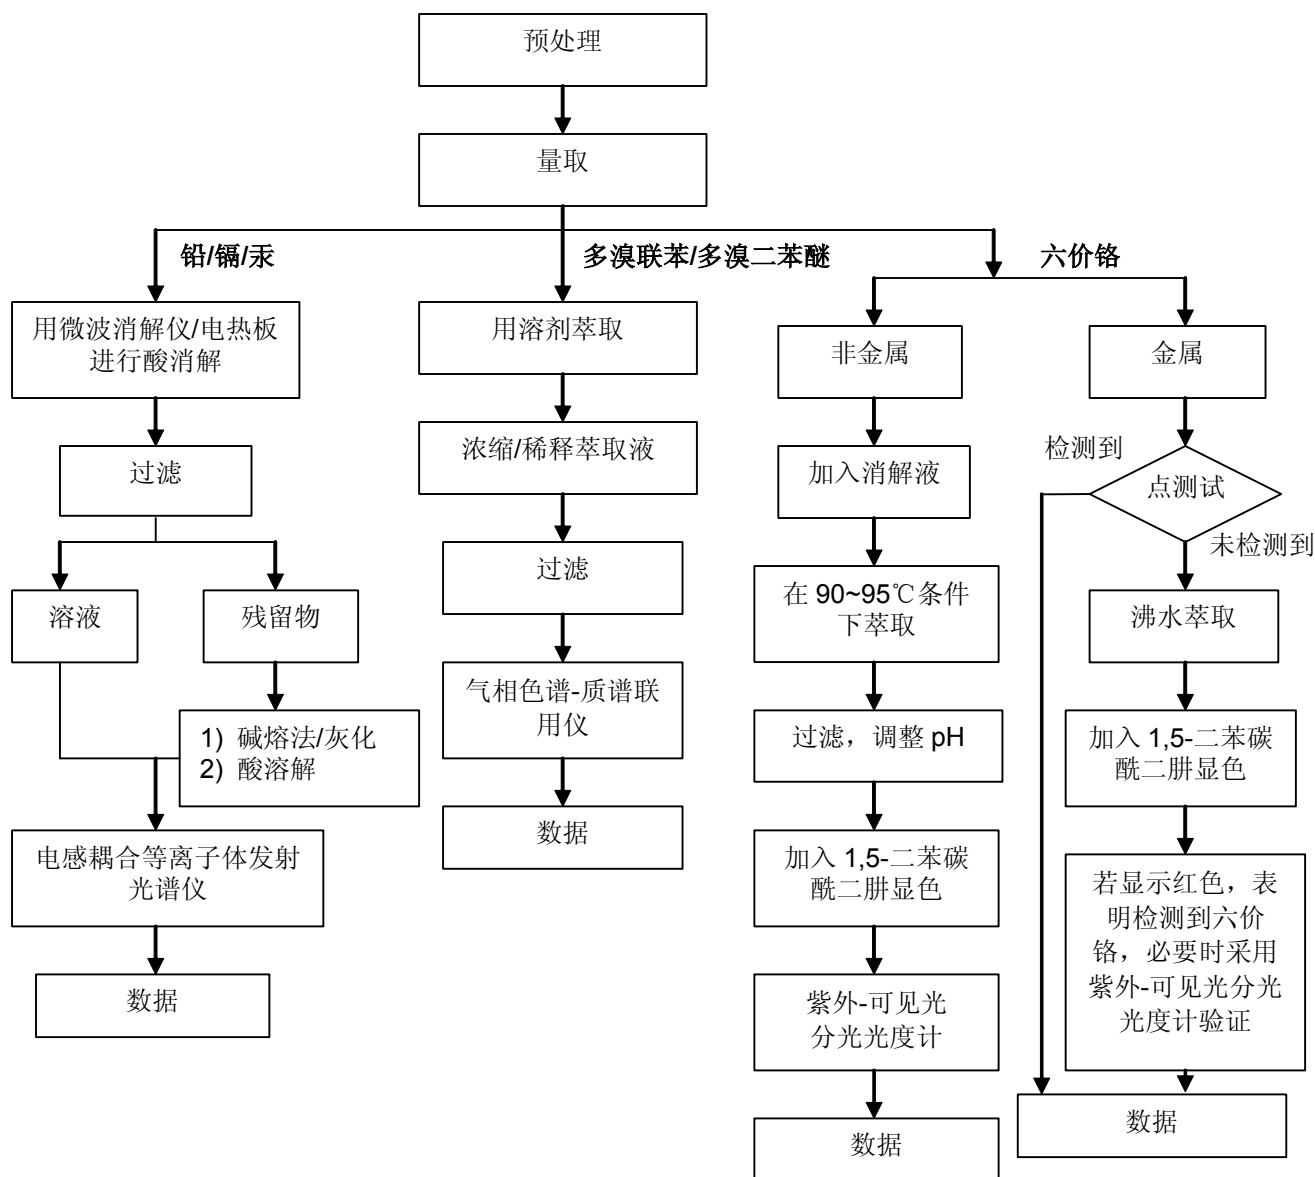 预处理
量取
铅/镉/汞
多溴联苯/多溴二苯醚
六价铬
用微波消解仪/电热板
进行酸消解
过滤
溶液
残留物
1) 碱熔法/灰化
2) 酸溶解
电感耦合等离子体发射
光谱仪
数据
用溶剂萃取
浓缩/稀释萃取液
过滤
气相色谱-质谱联
用仪
数据
非金属
加入消解液
在 90~95℃条件
下萃取
过滤，调整 pH
加入 1,5-二苯碳
酰二肼显色
紫外-可见光
分光光度计
数据
金属
检测到
点测试
未检测到
沸水萃取
加入 1,5-二苯碳
酰二肼显色
若显示红色，表
明检测到六价
铬，必要时采用
紫外-可见光分光
光度计验证
数据